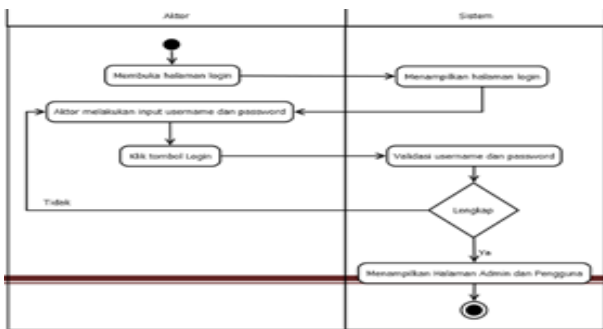 Aktor
Sistem
Membuka halaman login
Menampilkan halaman login
Aktor melakukan input username dan password
Klik tombol Login
Validasi username dan password
Tidak
Lengkap
Ya
Menampilkan Halaman Admin dan Pengguna